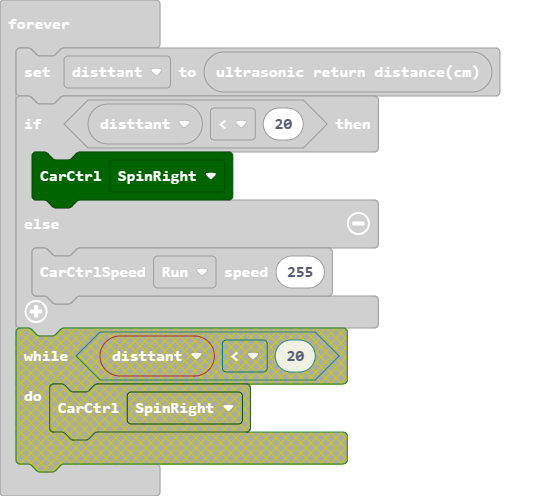 forever
set disttant to ultrasonic return distance(cm)
if disttant < 20 then
CarCtrl SpinRight
else
CarCtrlSpeed Run speed 255
while disttant < 20
do CarCtrl SpinRight